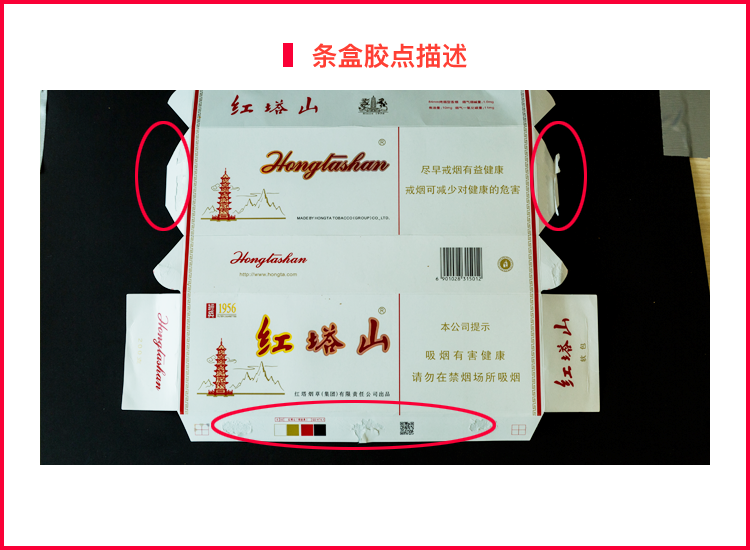 条盒胶点描述
红塔山
Hongtashan
®
尽早戒烟有益健康
戒烟可减少对健康的危害
MADE BY HONGTA TOBACCO (GROUP) CO., LTD.
Hongtashan
http://www.hongta.com
6 901028 315012
1956
®
红塔山
本公司提示
吸烟有害健康
请勿在禁烟场所吸烟
红塔烟草(集团)有限责任公司出品
Hongtashan
红塔山
软包